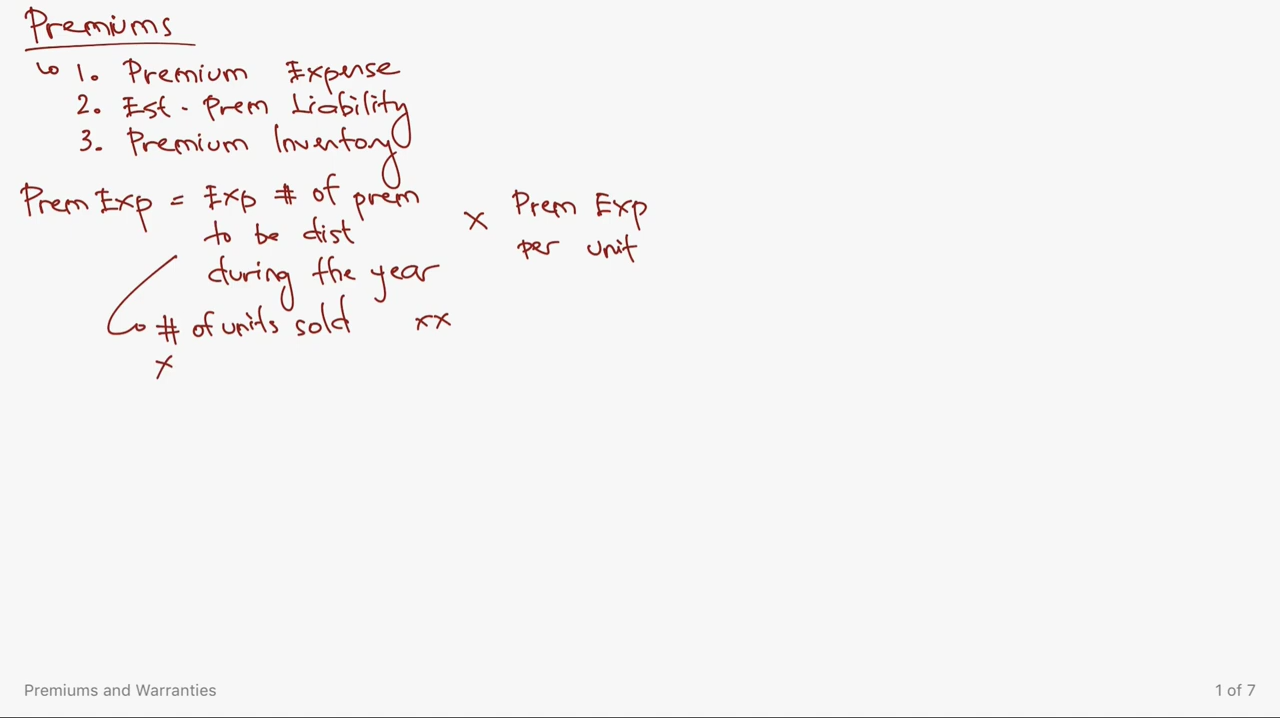 Premiums
↳ 1. Premium Expense
2. Est. Prem Liability
3. Premium Inventory
Prem Exp = Exp # of prem to be dist during the year × Prem Exp per unit
# of units sold xx
×
Premiums and Warranties
1 of 7